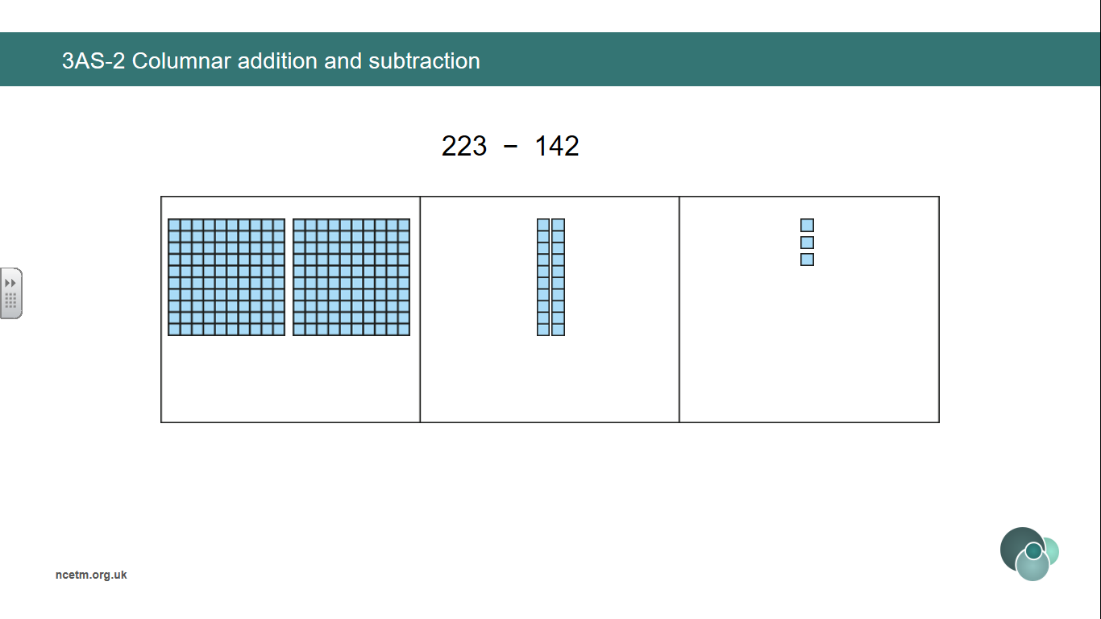 3AS-2 Columnar addition and subtraction
223 − 142
ncetm.org.uk